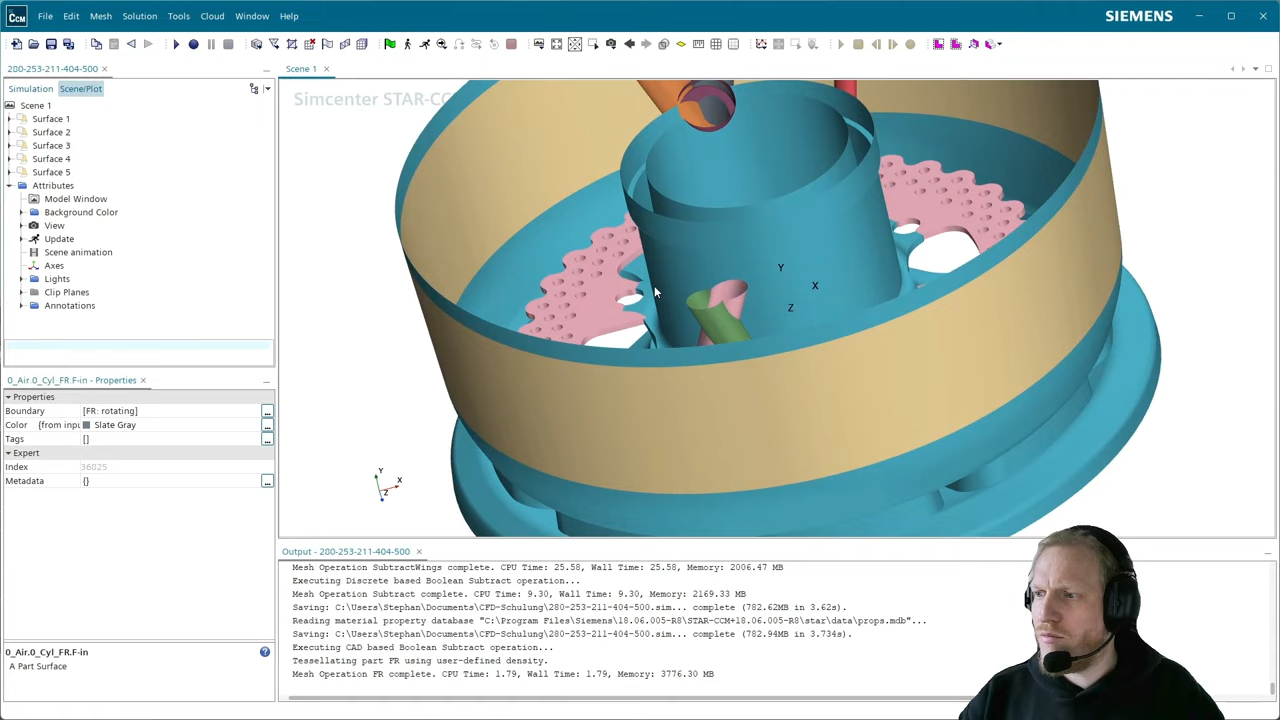 CCM File Edit Mesh Solution Tools Cloud Window Help SIEMENS
280-253-211-404-500
Simulation Scene/Plot
Scene 1
Surface 1
Surface 2
Surface 3
Surface 4
Surface 5
Attributes
Model Window
Background Color
View
Update
Scene animation
Axes
Lights
Clip Planes
Annotations
0_Air.0_Cyl_FR.F-in - Properties
Properties
Boundary [FR: rotating]
Color {from inpu Slate Gray
Tags []
Expert
Index 36825
Metadata {}
0_Air.0_Cyl_FR.F-in
A Part Surface
Scene 1
Simcenter STAR-CC
Y
X
Z
Y
X
Z
Output - 280-253-211-404-500
Mesh Operation SubtractWings complete. CPU Time: 25.58, Wall Time: 25.58, Memory: 2006.47 MB
Executing Discrete based Boolean Subtract operation...
Mesh Operation Subtract complete. CPU Time: 9.30, Wall Time: 9.30, Memory: 2169.33 MB
Saving: C:\Users\Stephan\Documents\CFD-Schulung\280-253-211-404-500.sim... complete (782.62MB in 3.62s).
Reading material property database "C:\Program Files\Siemens\18.06.005-R8\STAR-CCM+18.06.005-R8\star\data\props.mdb"...
Saving: C:\Users\Stephan\Documents\CFD-Schulung\280-253-211-404-500.sim... complete (782.94MB in 3.734s).
Executing CAD based Boolean Subtract operation...
Tessellating part FR using user-defined density.
Mesh Operation FR complete. CPU Time: 1.79, Wall Time: 1.79, Memory: 3776.30 MB